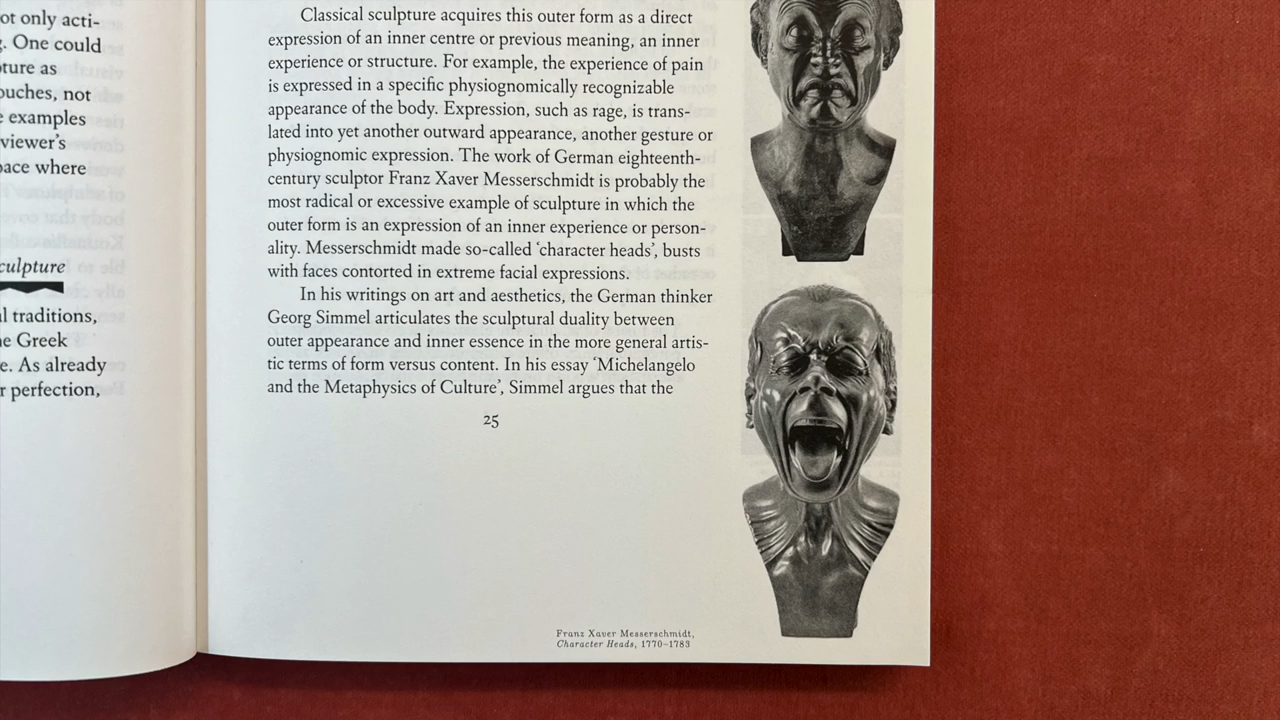 ot only acti-
g. One could
ture as
ouches, not
e examples
viewer's
pace where
culpture
l traditions,
he Greek
e. As already
r perfection,
Classical sculpture acquires this outer form as a direct
expression of an inner centre or previous meaning, an inner
experience or structure. For example, the experience of pain
is expressed in a specific physiognomically recognizable
appearance of the body. Expression, such as rage, is trans-
lated into yet another outward appearance, another gesture or
physiognomic expression. The work of German eighteenth-
century sculptor Franz Xaver Messerschmidt is probably the
most radical or excessive example of sculpture in which the
outer form is an expression of an inner experience or person-
ality. Messerschmidt made so-called ‘character heads’, busts
with faces contorted in extreme facial expressions.
In his writings on art and aesthetics, the German thinker
Georg Simmel articulates the sculptural duality between
outer appearance and inner essence in the more general artis-
tic terms of form versus content. In his essay ‘Michelangelo
and the Metaphysics of Culture’, Simmel argues that the
25
Franz Xaver Messerschmidt,
Character Heads, 1770–1783